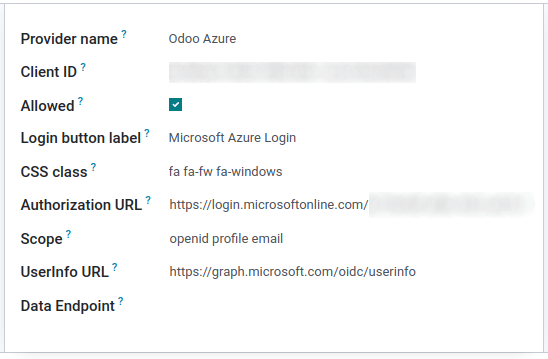 Provider name ? Odoo Azure
Client ID ?
Allowed ?
Login button label ? Microsoft Azure Login
CSS class ? fa fa-fw fa-windows
Authorization URL ? https://login.microsoftonline.com/
Scope ? openid profile email
UserInfo URL ? https://graph.microsoft.com/oidc/userinfo
Data Endpoint ?